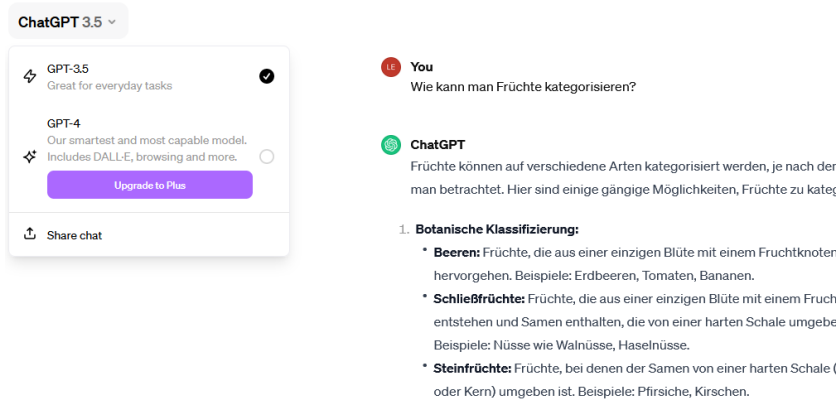 ChatGPT 3.5
GPT-3.5
Great for everyday tasks
GPT-4
Our smartest and most capable model.
Includes DALL·E, browsing and more.
Upgrade to Plus
Share chat
LE
You
Wie kann man Früchte kategorisieren?
ChatGPT
Früchte können auf verschiedene Arten kategorisiert werden, je nach
man betrachtet. Hier sind einige gängige Möglichkeiten, Früchte zu
1. Botanische Klassifizierung:
• Beeren: Früchte, die aus einer einzigen Blüte mit einem Fruchtknoten
hervorgehen. Beispiele: Erdbeeren, Tomaten, Bananen.
• Schließfrüchte: Früchte, die aus einer einzigen Blüte mit einem
entstehen und Samen enthalten, die von einer harten Schale
Beispiele: Nüsse wie Walnüsse, Haselnüsse.
• Steinfrüchte: Früchte, bei denen der Samen von einer harten Schale (
oder Kern) umgeben ist. Beispiele: Pfirsiche, Kirschen.